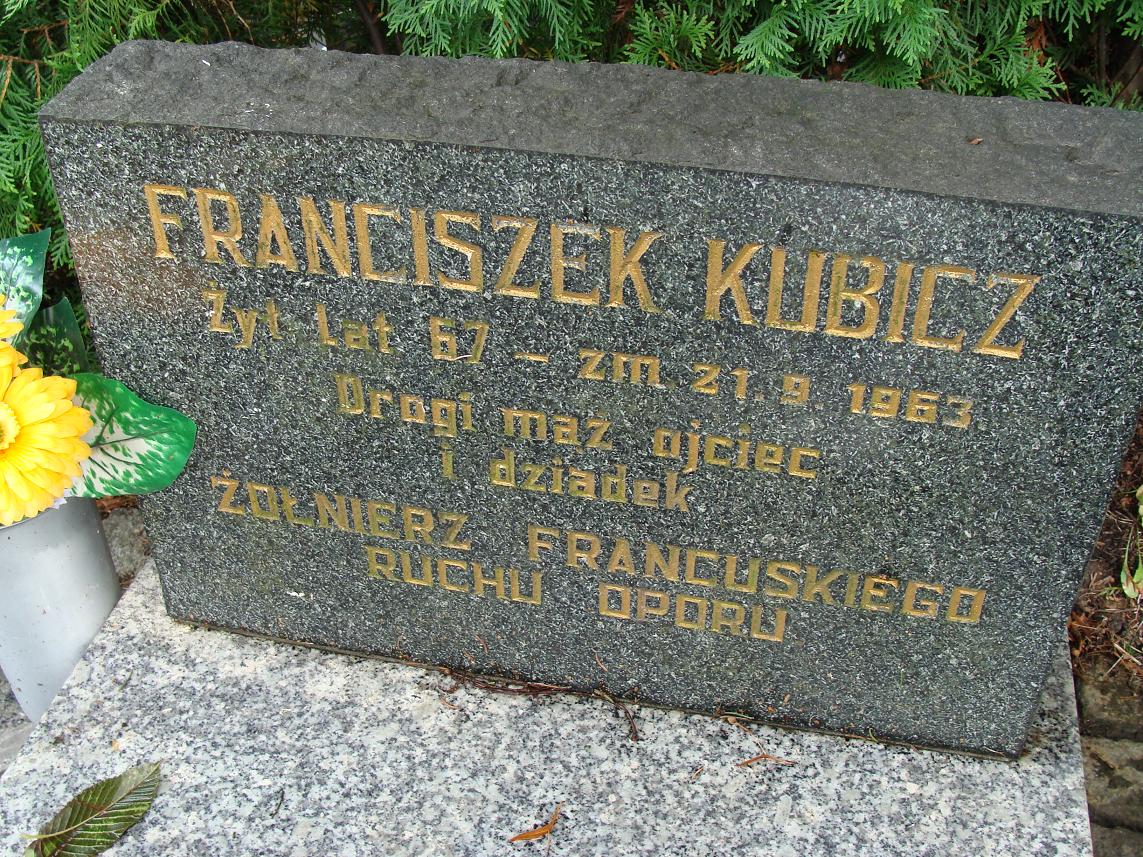 FRANCISZEK KUBICZ
Żył Lat 67 – zm. 21. 9. 1963.
Drogi mąż ojciec
i dziadek
ŻOŁNIERZ FRANCUSKIEGO
RUCHU OPORU